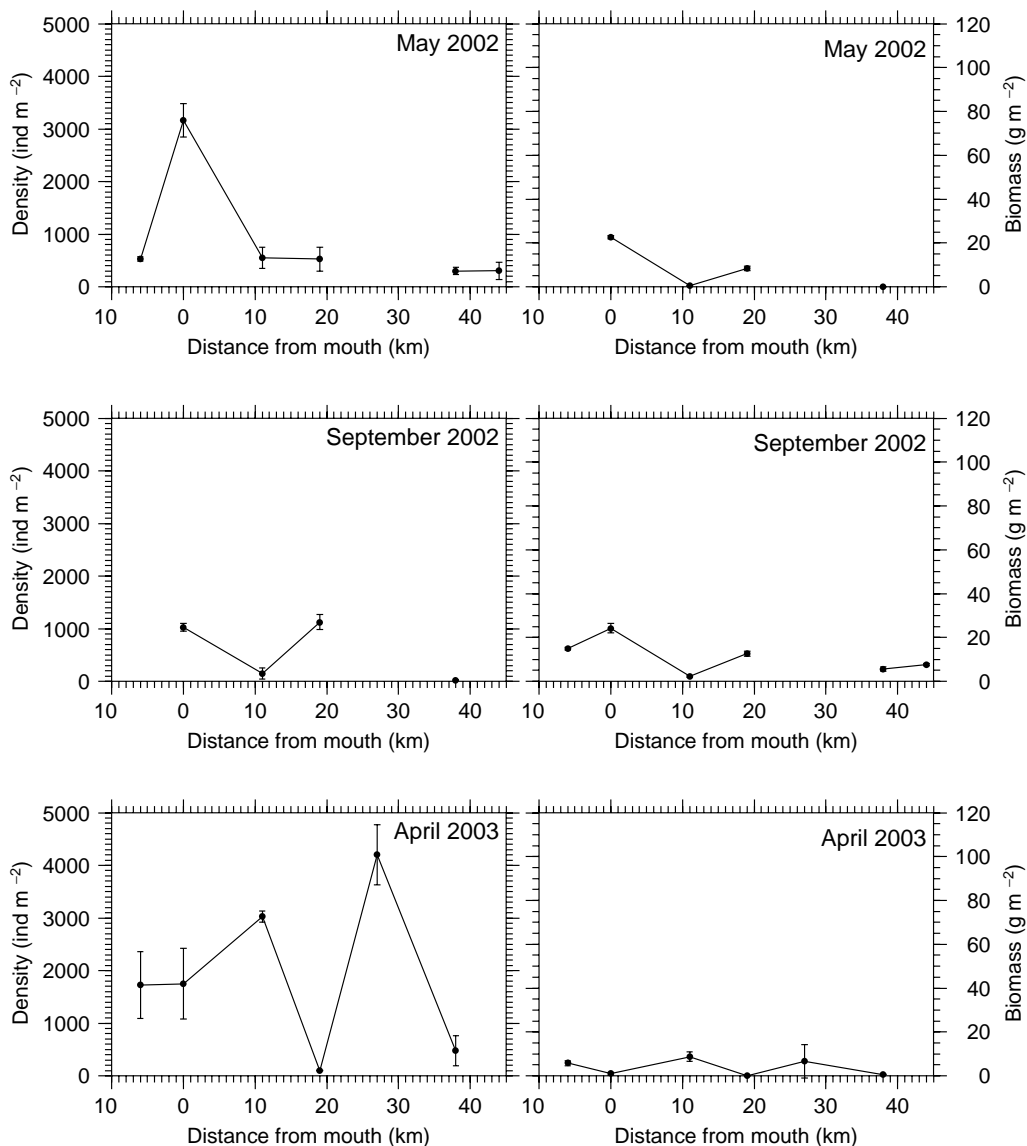 5000
4000
3000
2000
1000
0
Density (ind m −2)
May 2002
10 0 10 20 30 40
Distance from mouth (km)
May 2002
120
100
80
60
40
20
0
Biomass (g m −2)
10 0 10 20 30 40
Distance from mouth (km)
5000
4000
3000
2000
1000
0
Density (ind m −2)
September 2002
10 0 10 20 30 40
Distance from mouth (km)
September 2002
120
100
80
60
40
20
0
Biomass (g m −2)
10 0 10 20 30 40
Distance from mouth (km)
5000
4000
3000
2000
1000
0
Density (ind m −2)
April 2003
10 0 10 20 30 40
Distance from mouth (km)
April 2003
120
100
80
60
40
20
0
Biomass (g m −2)
10 0 10 20 30 40
Distance from mouth (km)